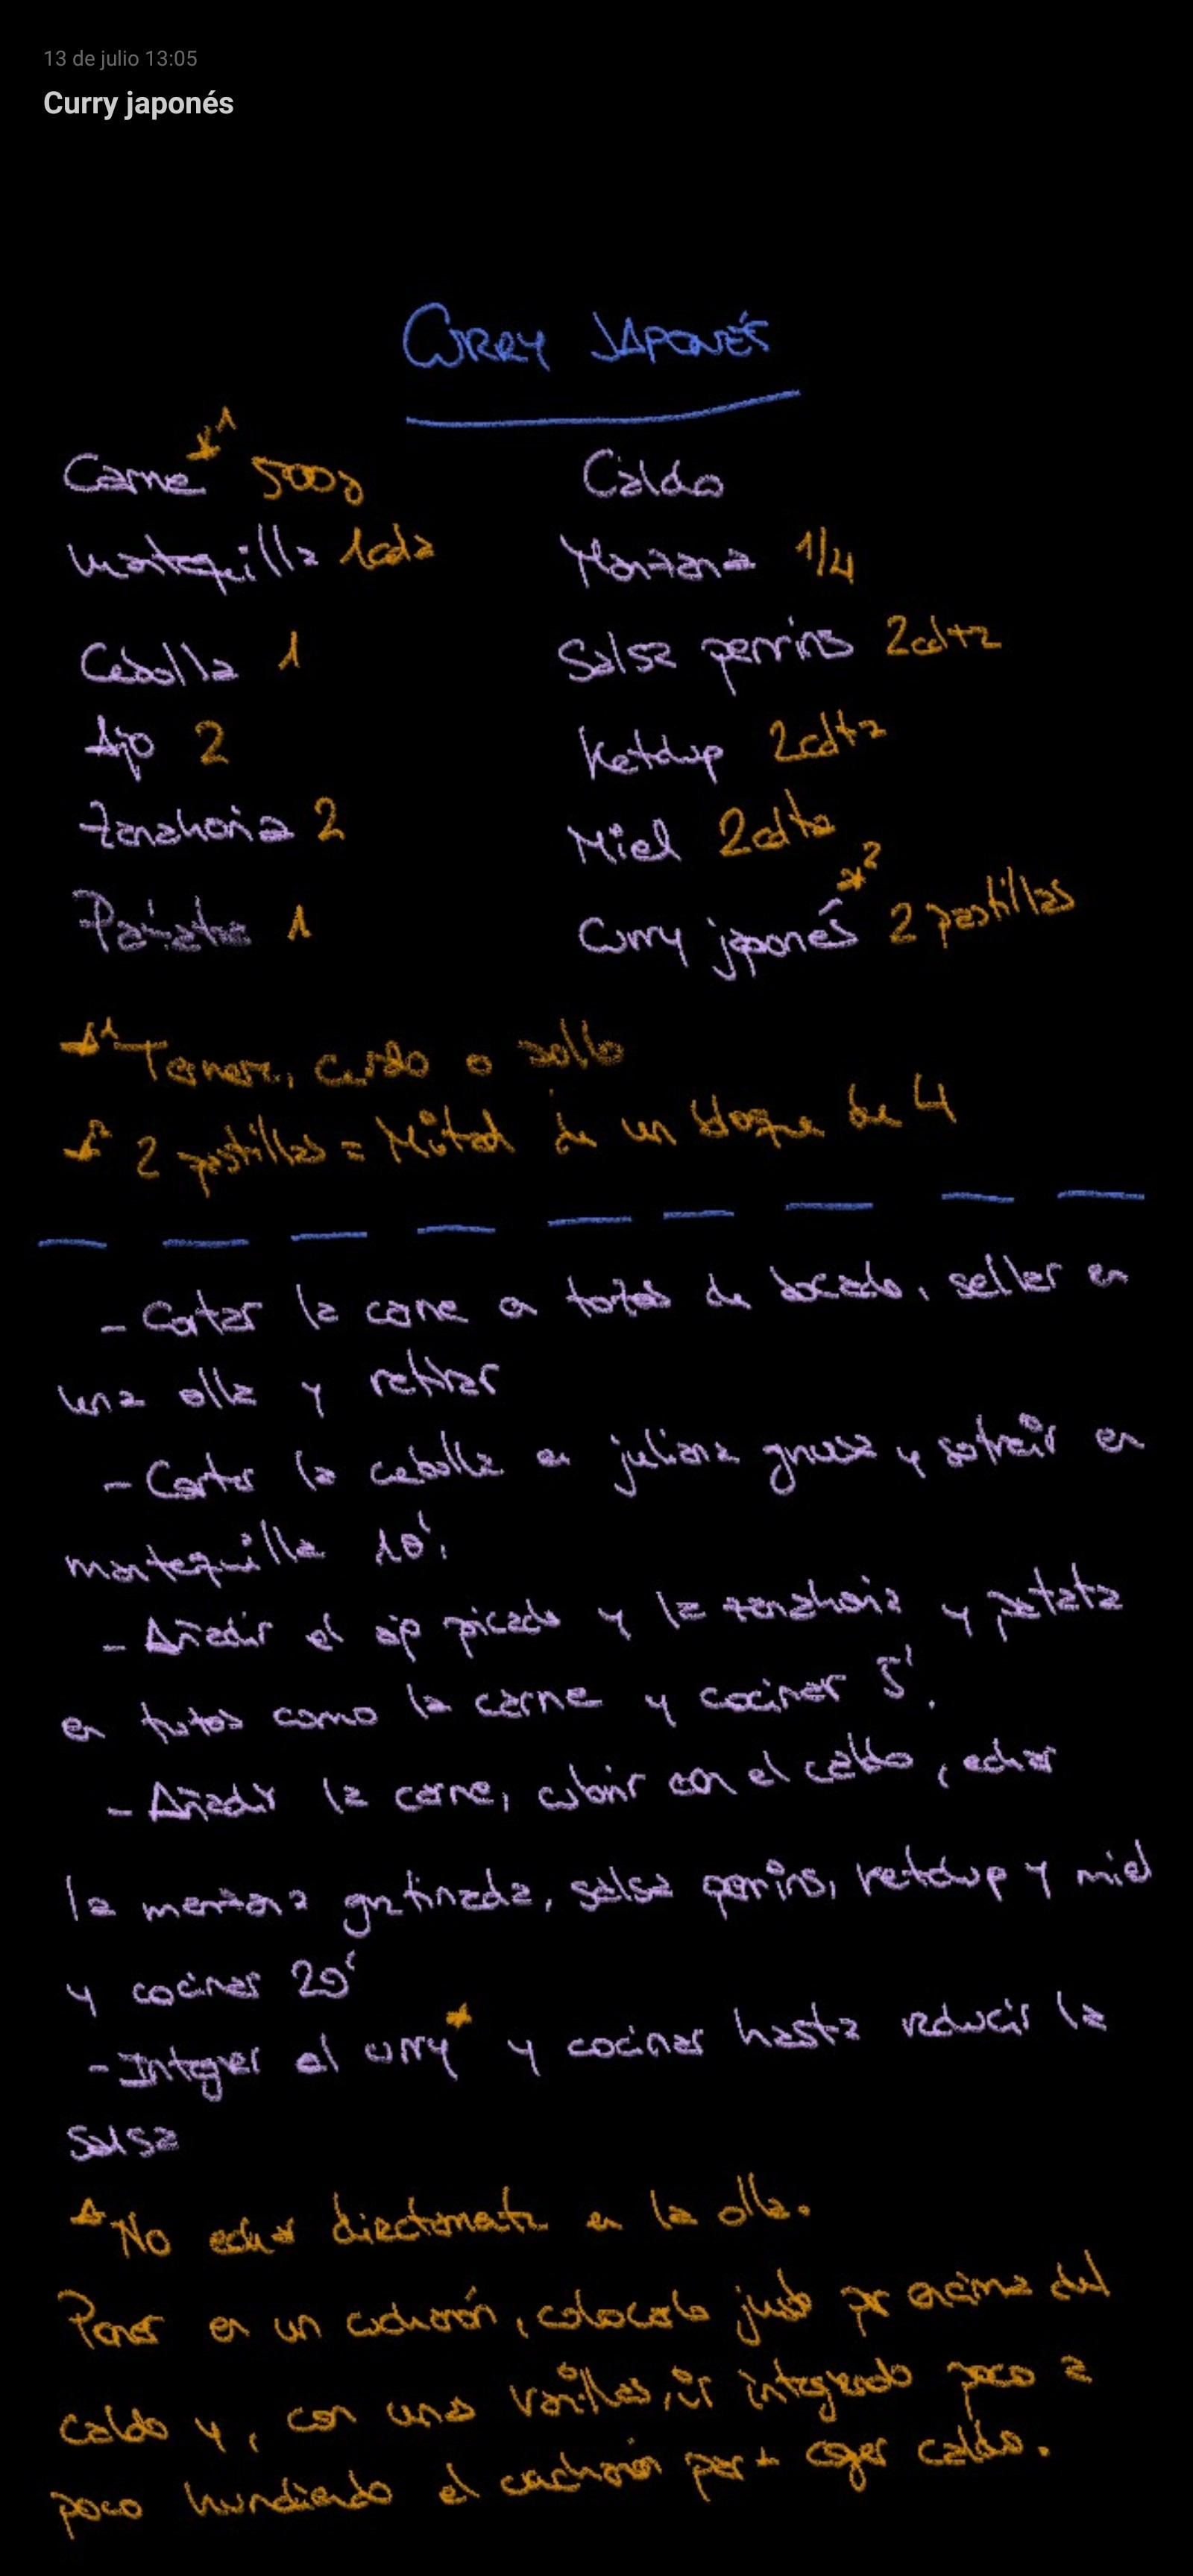 13 de julio 13:05
Curry japonés
CURRY JAPONÉS
Carne *1 500g
Mantequilla 1cda
Cebolla 1
Ajo 2
Zanahoria 2
Patata 1
Caldo
Manzana 1/4
Salsa perrins 2cdta
Ketchup 2cdta
Miel 2cdta
Curry japonés *2 2 pastillas
*1 Ternera, cerdo o pollo
*2 2 pastillas = Mitad de un bloque de 4
- Cortar la carne a trozos de bocado, sellar en
una olla y retirar
- Cortar la cebolla en juliana gruesa y sofreír en
mantequilla 10'.
- Añadir el ajo picado y la zanahoria y patata
en trozos como la carne y cocinar 5'.
- Añadir la carne, cubrir con el caldo, echar
la manzana gratinada, salsa perrins, ketchup y miel
y cocinar 20'
- Integrar el curry* y cocinar hasta reducir la
salsa
* No echar directamente en la olla.
Poner en un cucharón, colocarlo justo por encima del
caldo y, con unas varillas, ir integrando poco a
poco hundiendo el cucharón para coger caldo.